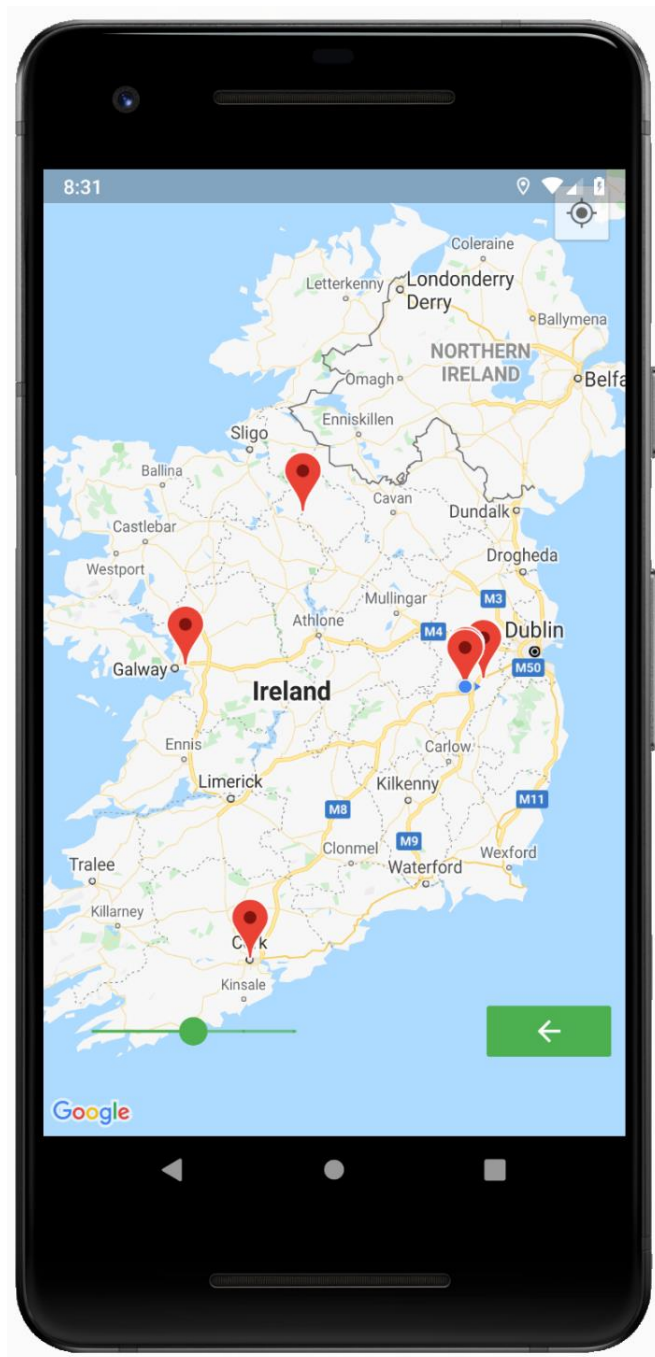 8:31
Coleraine
Letterkenny
Londonderry
Derry
Ballymena
NORTHERN
IRELAND
Omagh
Belfa
Enniskillen
Sligo
Ballina
Cavan
Dundalk
Castlebar
Drogheda
Westport
Mullingar
M3
Athlone
M4
Dublin
Galway
M50
Ireland
Ennis
Carlow
Limerick
Kilkenny
M8
M11
Clonmel
M9
Wexford
Tralee
Waterford
Killarney
C k
Kinsale
Google